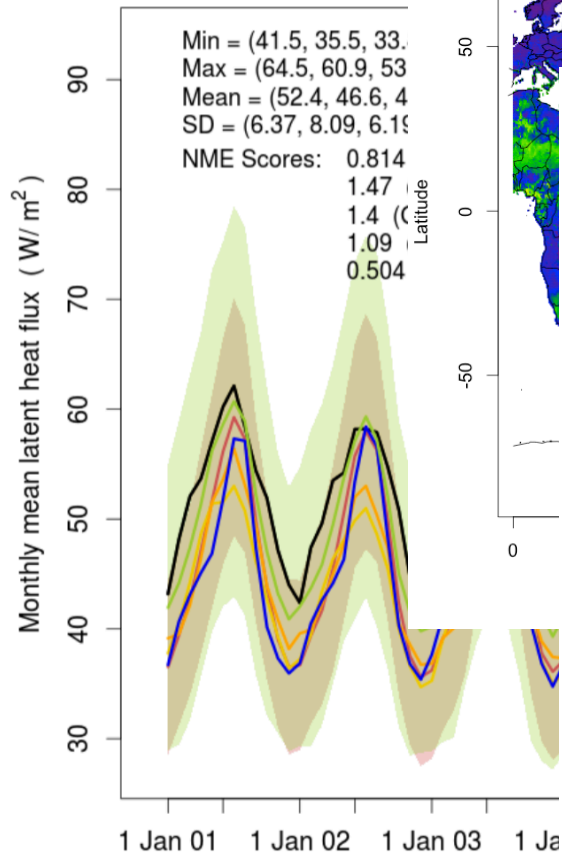 Min = (41.5, 35.5, 33.
Max = (64.5, 60.9, 53
Mean = (52.4, 46.6, 4
SD = (6.37, 8.09, 6.19
NME Scores: 0.814
1.47
1.4 (
1.09 (
0.504
Monthly mean latent heat flux ( W/ m² )
90
80
70
60
50
40
30
1 Jan 01 1 Jan 02 1 Jan 03 1 Ja
Latitude
50
0
-50
0